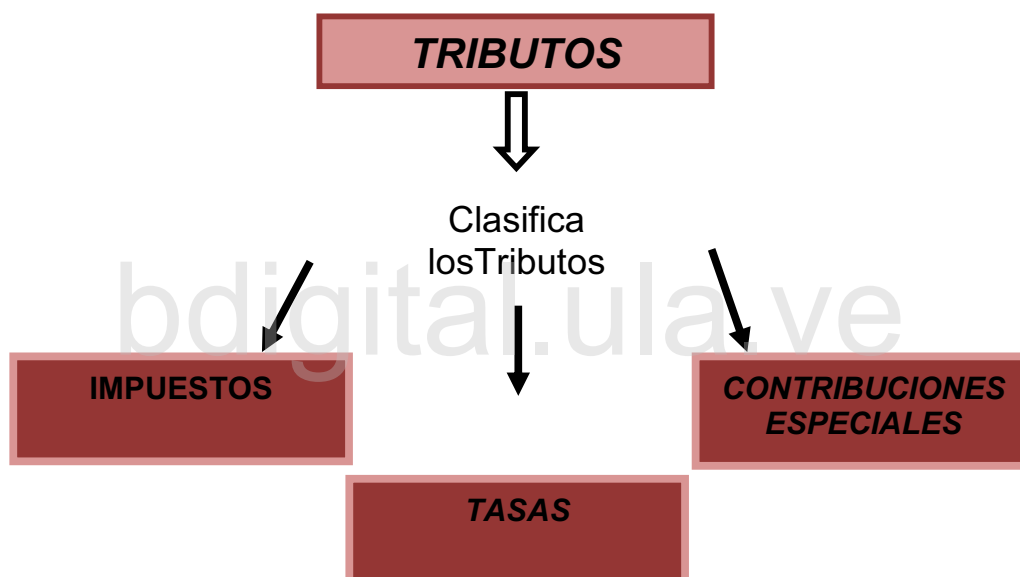 TRIBUTOS
Clasifica
losTributos
bdigital.ula.ve
IMPUESTOS
CONTRIBUCIONES
ESPECIALES
TASAS